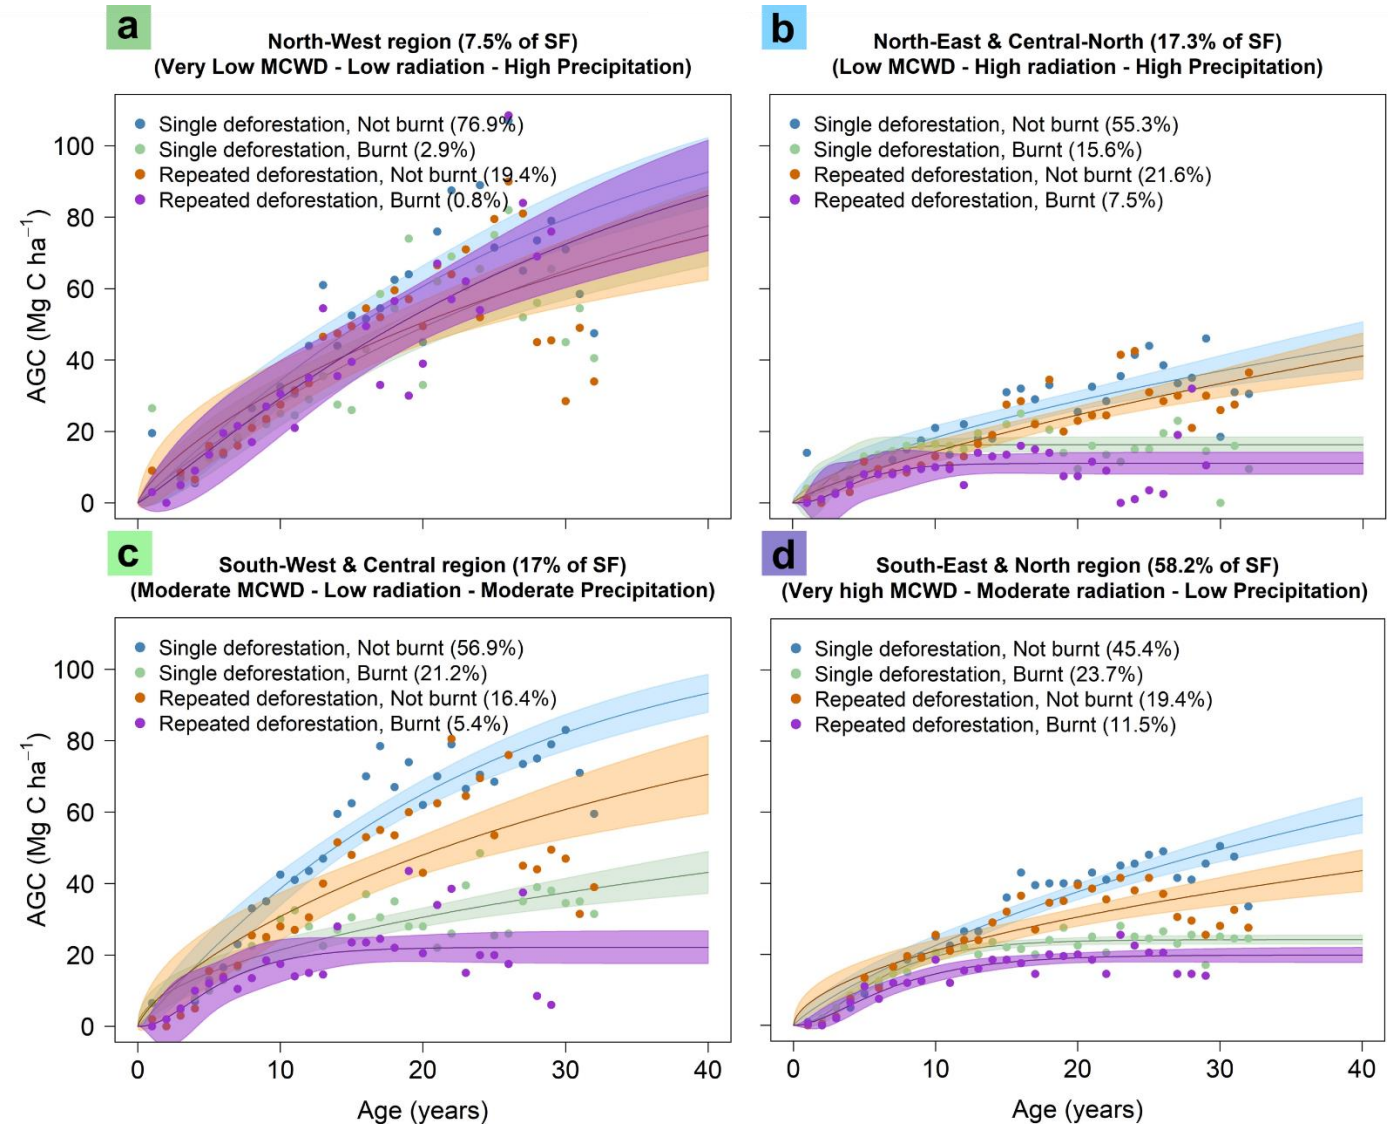 a
North-West region (7.5% of SF)
(Very Low MCWD - Low radiation - High Precipitation)
Single deforestation, Not burnt (76.9%)
Single deforestation, Burnt (2.9%)
Repeated deforestation, Not burnt (19.4%)
Repeated deforestation, Burnt (0.8%)
AGC (Mg C ha⁻¹)
100
80
60
40
20
0
b
North-East & Central-North (17.3% of SF)
(Low MCWD - High radiation - High Precipitation)
Single deforestation, Not burnt (55.3%)
Single deforestation, Burnt (15.6%)
Repeated deforestation, Not burnt (21.6%)
Repeated deforestation, Burnt (7.5%)
c
South-West & Central region (17% of SF)
(Moderate MCWD - Low radiation - Moderate Precipitation)
Single deforestation, Not burnt (56.9%)
Single deforestation, Burnt (21.2%)
Repeated deforestation, Not burnt (16.4%)
Repeated deforestation, Burnt (5.4%)
AGC (Mg C ha⁻¹)
100
80
60
40
20
0
0 10 20 30 40
Age (years)
d
South-East & North region (58.2% of SF)
(Very high MCWD - Moderate radiation - Low Precipitation)
Single deforestation, Not burnt (45.4%)
Single deforestation, Burnt (23.7%)
Repeated deforestation, Not burnt (19.4%)
Repeated deforestation, Burnt (11.5%)
0 10 20 30 40
Age (years)